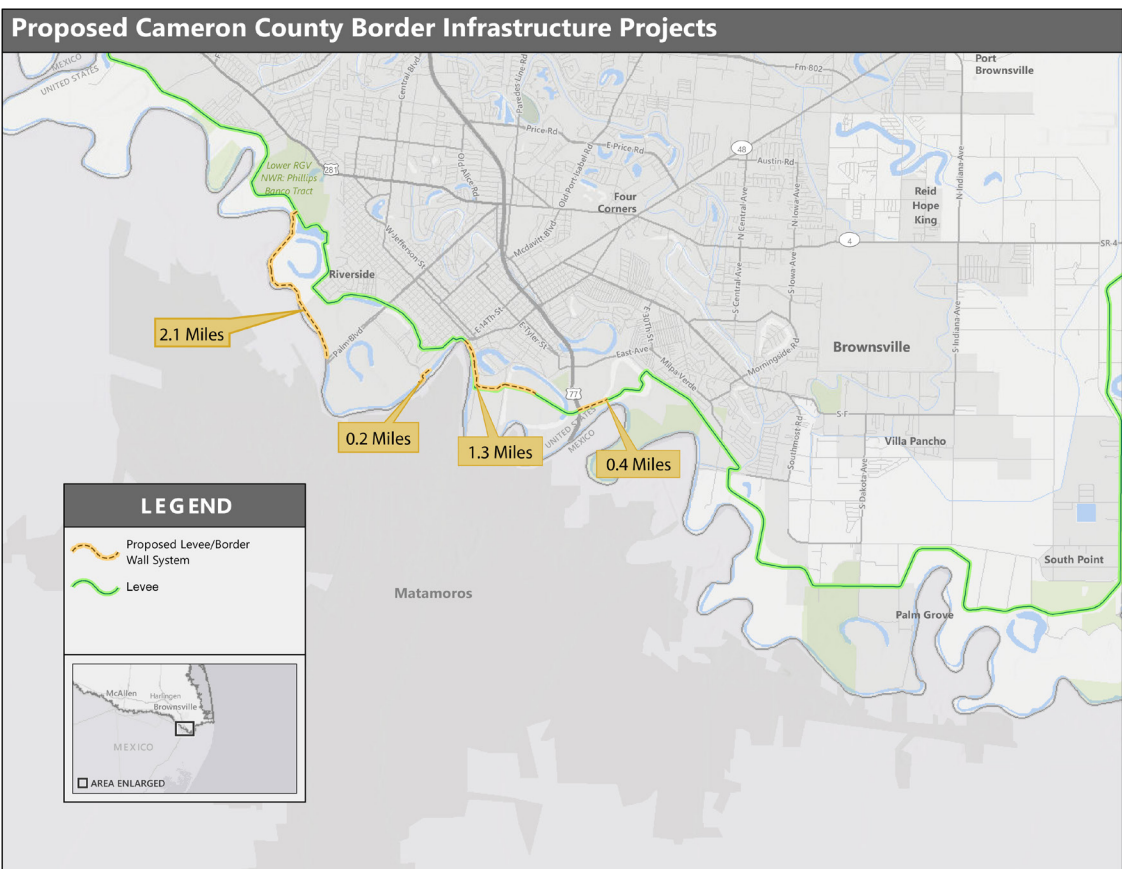 Proposed Cameron County Border Infrastructure Projects
MEXICO
UNITED STATES
Central Blvd
Paredes Line Rd
Fm-802
Port
Brownsville
Price Rd
E Price Rd
48
Austin Rd
Lower RGV
NWR: Phillips
Banco Tract
281
Old Port Isabel Rd
Four
Corners
N Central Ave
N Iowa Ave
N Indiana Ave
Reid
Hope
King
W Jefferson St
Mcdavitt Blvd
4
SR 4
Riverside
S Central Ave
S Iowa Ave
S Indiana Ave
2.1 Miles
Palm Blvd
E 14Th St
E Tyler St
E 30Th St
East Ave
Milpa Verde
Morningside Rd
Brownsville
77
UNITED STATES
MEXICO
0.2 Miles
1.3 Miles
0.4 Miles
S F
Southmost Rd
S Dakota Ave
Villa Pancho
South Point
Palm Grove
Matamoros
LEGEND
Proposed Levee/Border
Wall System
Levee
McAllen
Harlingen
Brownsville
MEXICO
AREA ENLARGED